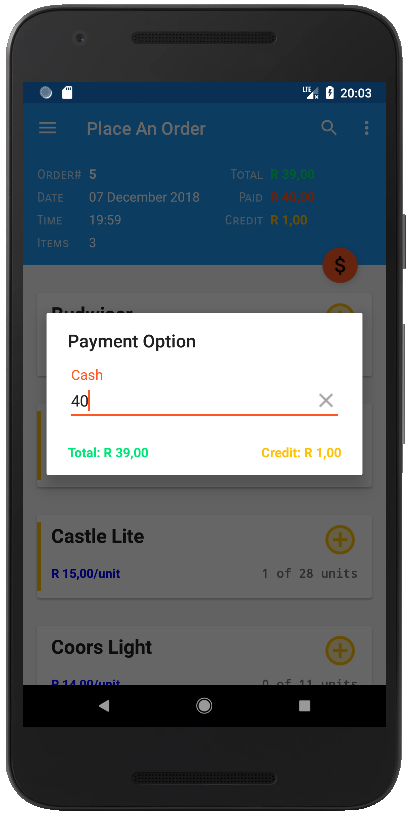 LTE 20:03
Place An Order
Order# 5 Total R 39,00
Date 07 December 2018 Paid R 40,00
Time 19:59 Credit R 1,00
Items 3
$
Budwiser
Payment Option
Cash
40
Total: R 39,00 Credit: R 1,00
Castle Lite
R 15,00/unit 1 of 28 units
Coors Light
R 14,00/unit 0 of 11 units